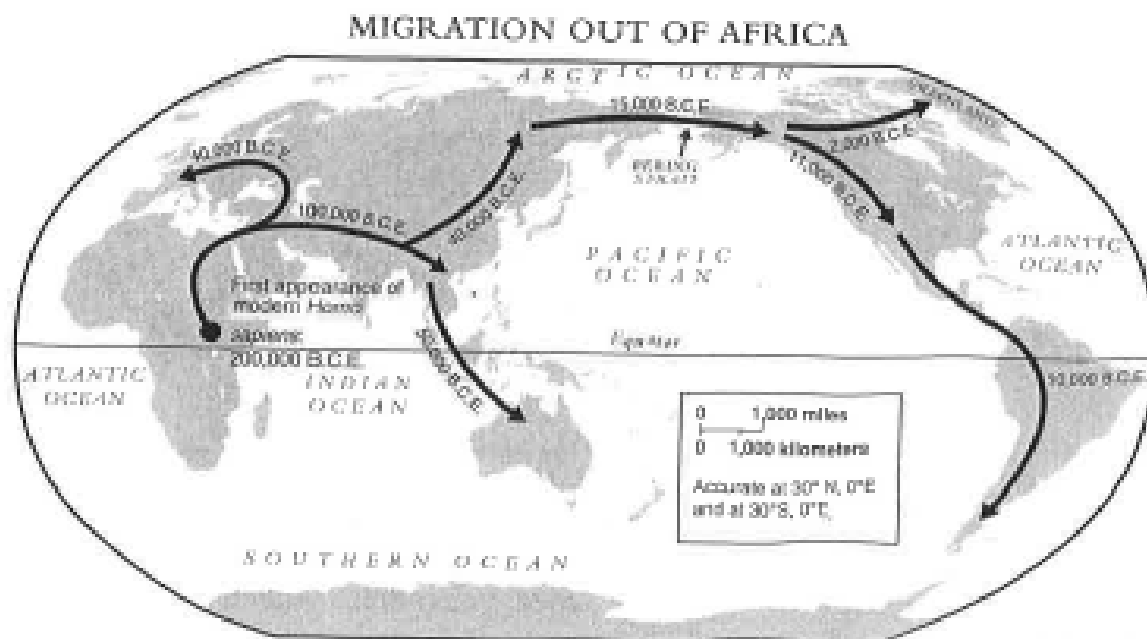 MIGRATION OUT OF AFRICA
ARCTIC OCEAN
GREENLAND
15,000 B.C.E.
2,000 B.C.E.
40,000 B.C.E.
BERING
STRAIT
11,000 B.C.E.
100,000 B.C.E.
40,000 B.C.E.
PACIFIC
OCEAN
ATLANTIC
OCEAN
First appearance of
modern Homo
sapiens:
200,000 B.C.E.
Equator
50,000 B.C.E.
ATLANTIC
OCEAN
INDIAN
OCEAN
10,000 B.C.E.
0 1,000 miles
0 1,000 kilometers
Accurate at 30° N, 0°E
and at 30°S, 0°E.
SOUTHERN OCEAN